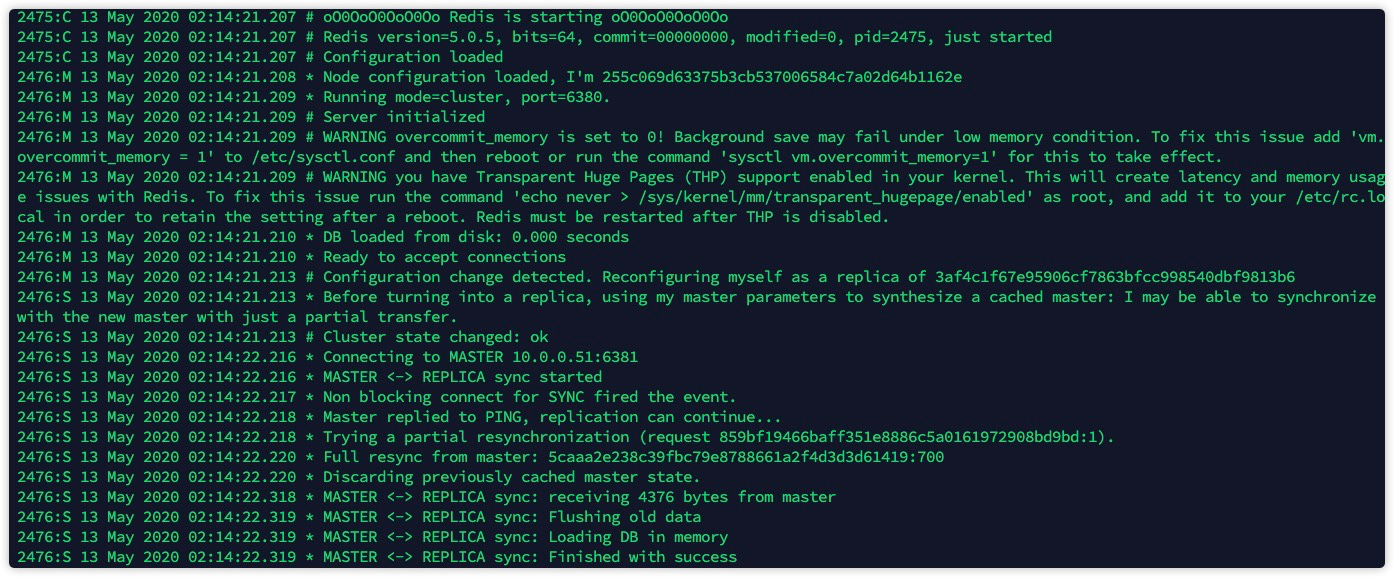 2475:C 13 May 2020 02:14:21.207 # oO0OoO0OoO0Oo Redis is starting oO0OoO0OoO0Oo
2475:C 13 May 2020 02:14:21.207 # Redis version=5.0.5, bits=64, commit=00000000, modified=0, pid=2475, just started
2475:C 13 May 2020 02:14:21.207 # Configuration loaded
2476:M 13 May 2020 02:14:21.208 * Node configuration loaded, I'm 255c069d63375b3cb537006584c7a02d64b1162e
2476:M 13 May 2020 02:14:21.209 * Running mode=cluster, port=6380.
2476:M 13 May 2020 02:14:21.209 # Server initialized
2476:M 13 May 2020 02:14:21.209 # WARNING overcommit_memory is set to 0! Background save may fail under low memory condition. To fix this issue add 'vm.
overcommit_memory = 1' to /etc/sysctl.conf and then reboot or run the command 'sysctl vm.overcommit_memory=1' for this to take effect.
2476:M 13 May 2020 02:14:21.209 # WARNING you have Transparent Huge Pages (THP) support enabled in your kernel. This will create latency and memory usag
e issues with Redis. To fix this issue run the command 'echo never > /sys/kernel/mm/transparent_hugepage/enabled' as root, and add it to your /etc/rc.lo
cal in order to retain the setting after a reboot. Redis must be restarted after THP is disabled.
2476:M 13 May 2020 02:14:21.210 * DB loaded from disk: 0.000 seconds
2476:M 13 May 2020 02:14:21.210 * Ready to accept connections
2476:M 13 May 2020 02:14:21.213 # Configuration change detected. Reconfiguring myself as a replica of 3af4c1f67e95906cf7863bfcc998540dbf9813b6
2476:S 13 May 2020 02:14:21.213 * Before turning into a replica, using my master parameters to synthesize a cached master: I may be able to synchronize
with the new master with just a partial transfer.
2476:S 13 May 2020 02:14:21.213 # Cluster state changed: ok
2476:S 13 May 2020 02:14:22.216 * Connecting to MASTER 10.0.0.51:6381
2476:S 13 May 2020 02:14:22.216 * MASTER <-> REPLICA sync started
2476:S 13 May 2020 02:14:22.217 * Non blocking connect for SYNC fired the event.
2476:S 13 May 2020 02:14:22.218 * Master replied to PING, replication can continue...
2476:S 13 May 2020 02:14:22.218 * Trying a partial resynchronization (request 859bf19466baff351e8886c5a0161972908bd9bd:1).
2476:S 13 May 2020 02:14:22.220 * Full resync from master: 5caaa2e238c39fbc79e8788661a2f4d3d3d61419:700
2476:S 13 May 2020 02:14:22.220 * Discarding previously cached master state.
2476:S 13 May 2020 02:14:22.318 * MASTER <-> REPLICA sync: receiving 4376 bytes from master
2476:S 13 May 2020 02:14:22.319 * MASTER <-> REPLICA sync: Flushing old data
2476:S 13 May 2020 02:14:22.319 * MASTER <-> REPLICA sync: Loading DB in memory
2476:S 13 May 2020 02:14:22.319 * MASTER <-> REPLICA sync: Finished with success